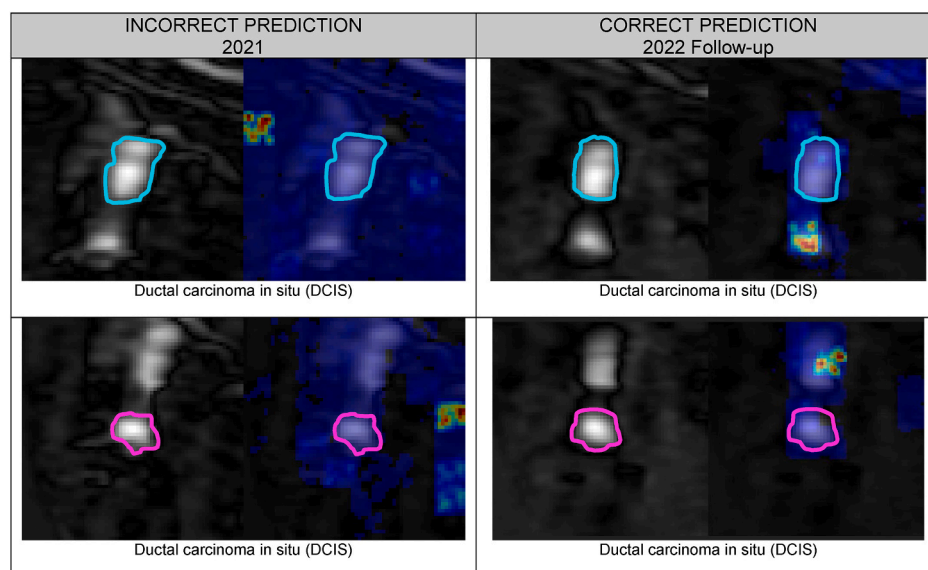 INCORRECT PREDICTION
2021
CORRECT PREDICTION
2022 Follow-up
Ductal carcinoma in situ (DCIS)
Ductal carcinoma in situ (DCIS)
Ductal carcinoma in situ (DCIS)
Ductal carcinoma in situ (DCIS)